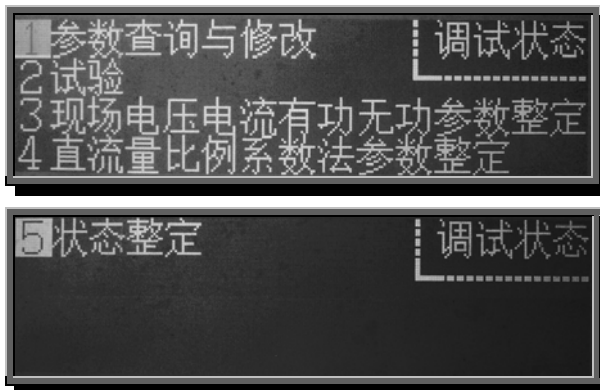 1参数查询与修改 调试状态
2试验
3现场电压电流有功无功参数整定
4直流量比例系数法参数整定
5状态整定 调试状态